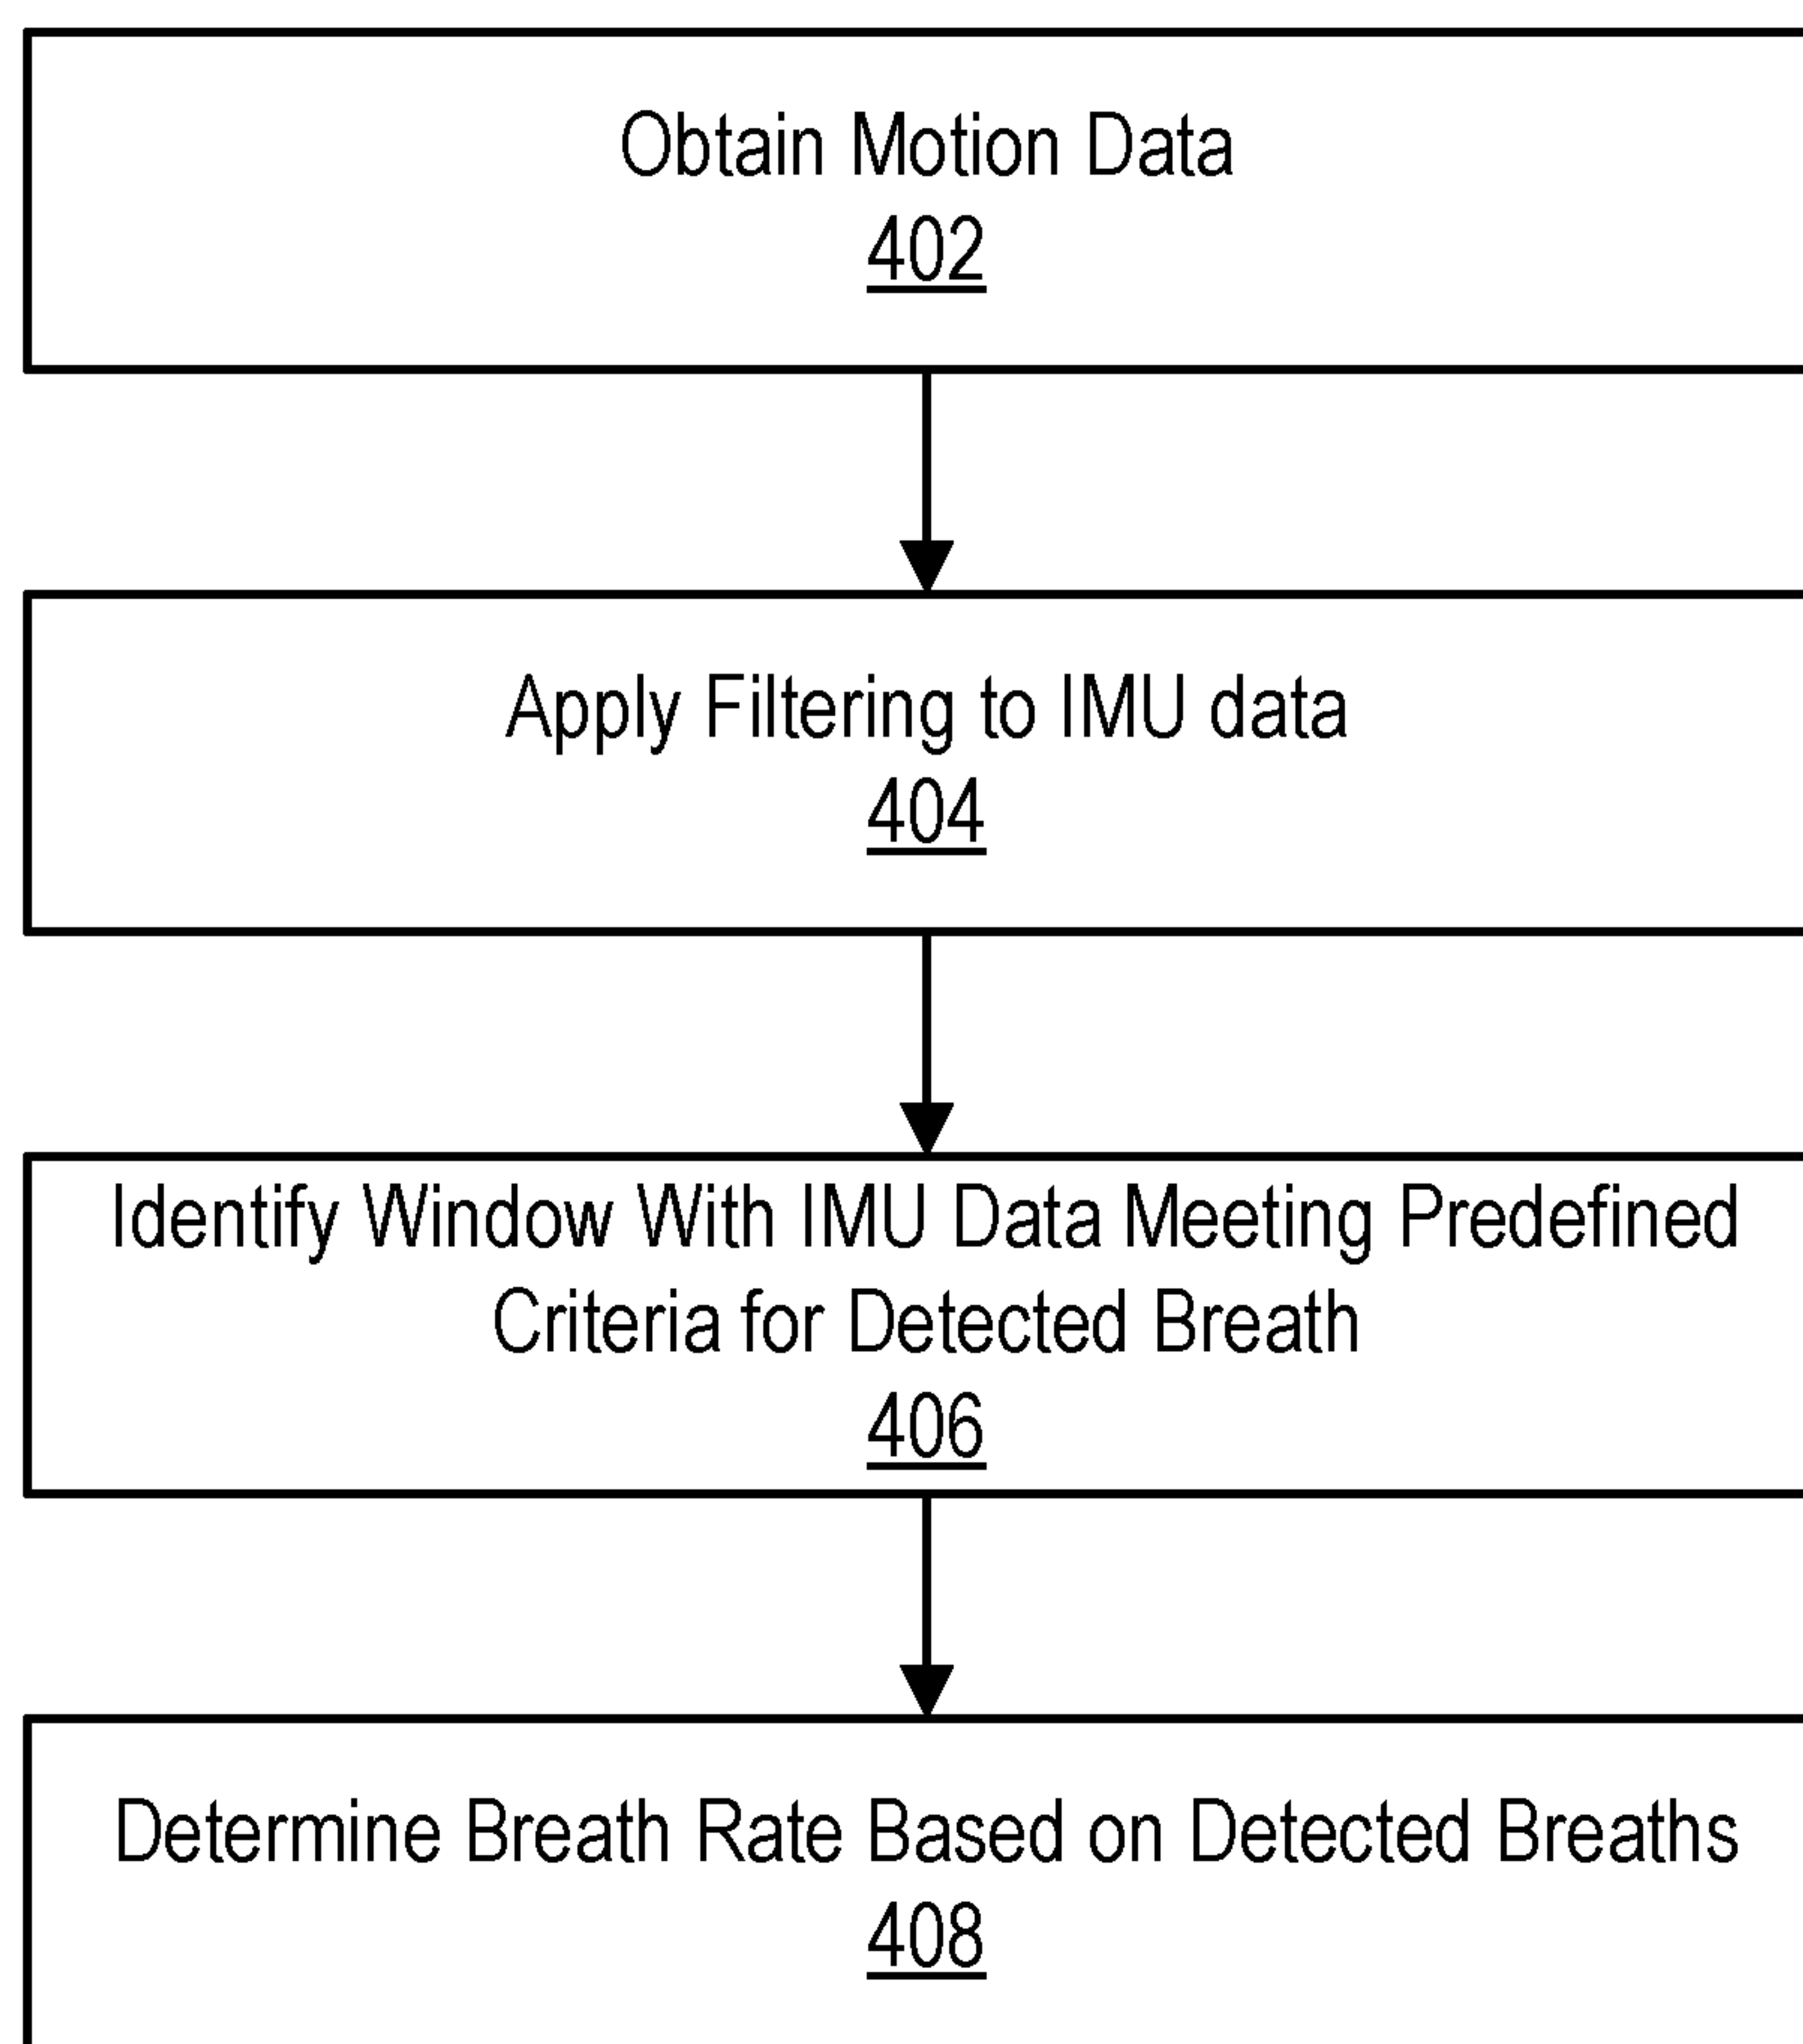 Obtain Motion Data
402
Apply Filtering to IMU data
404
Identify Window With IMU Data Meeting Predefined
Criteria for Detected Breath
406
Determine Breath Rate Based on Detected Breaths
408